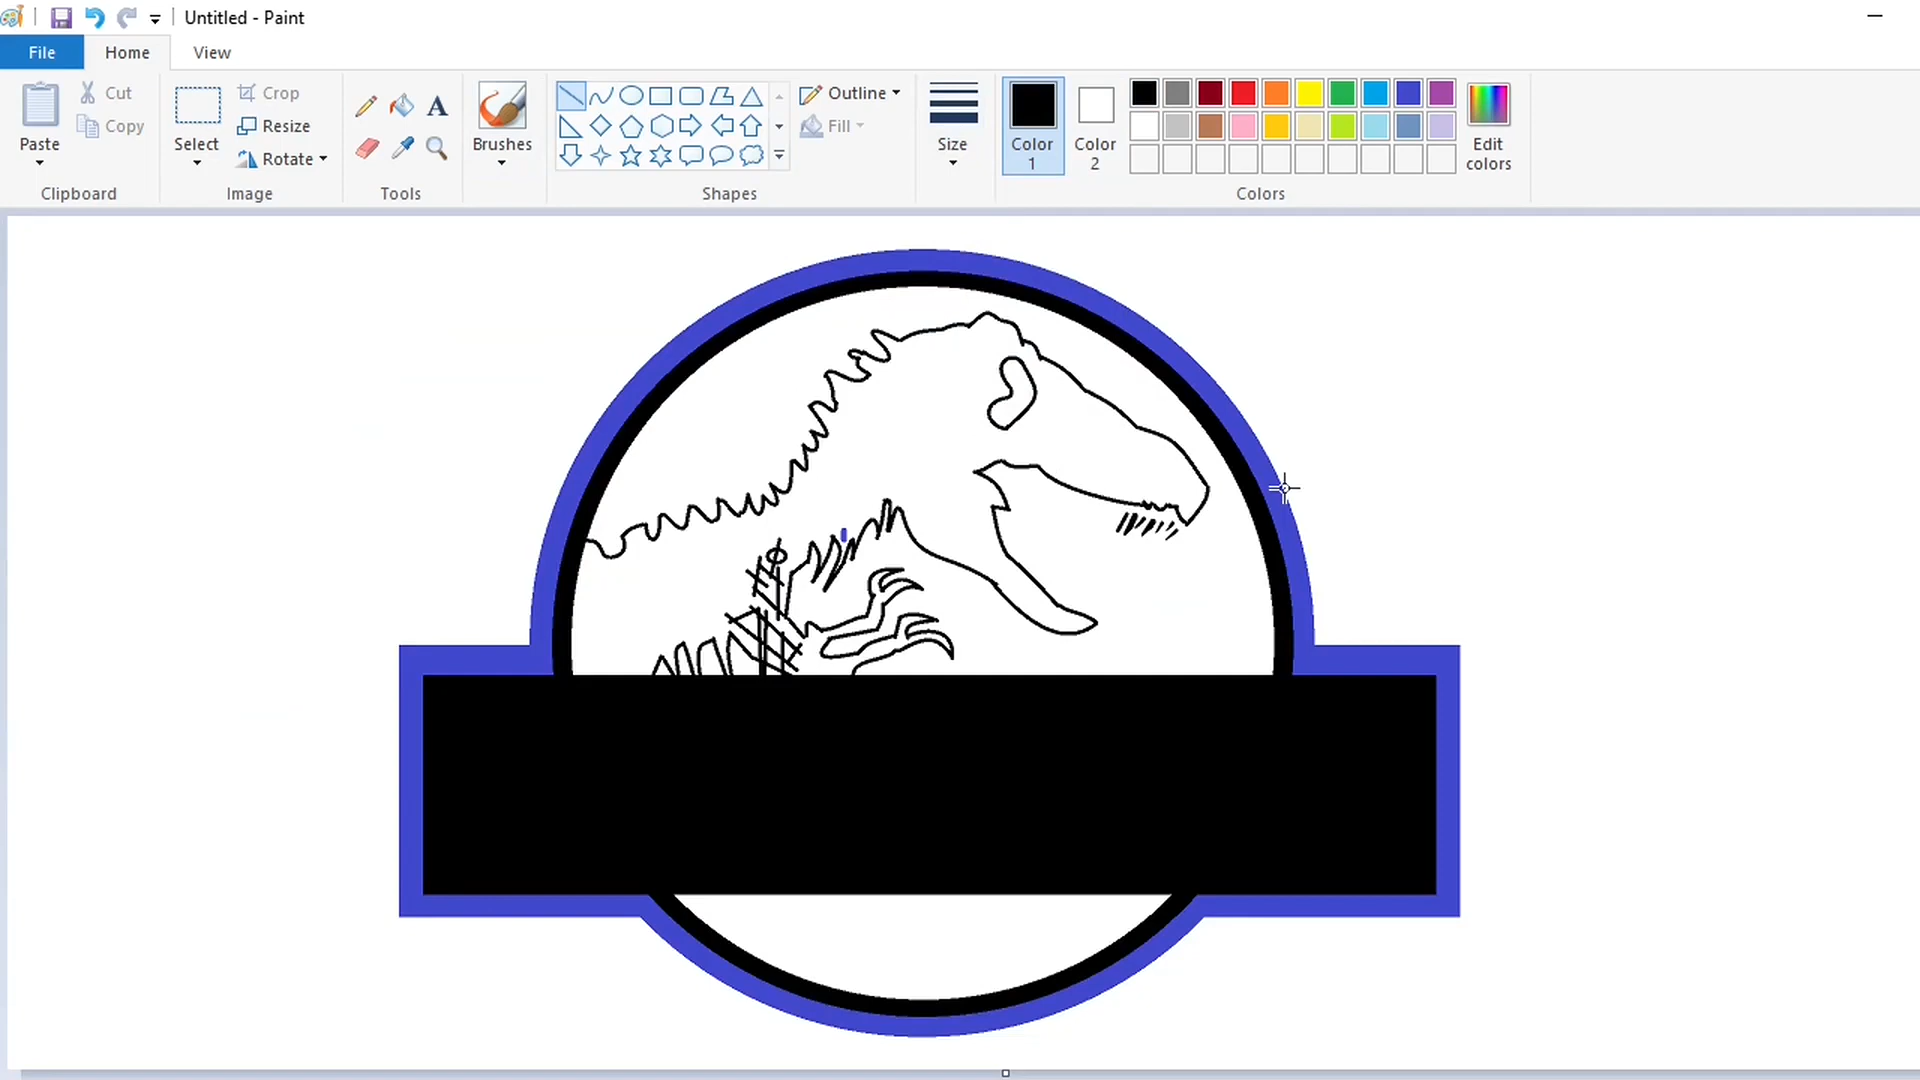 Untitled - Paint
File Home View
Paste
Cut
Copy
Clipboard
Select
Crop
Resize
Rotate
Image
A
Tools
Brushes
Outline
Fill
Shapes
Size
Color 1
Color 2
Edit colors
Colors